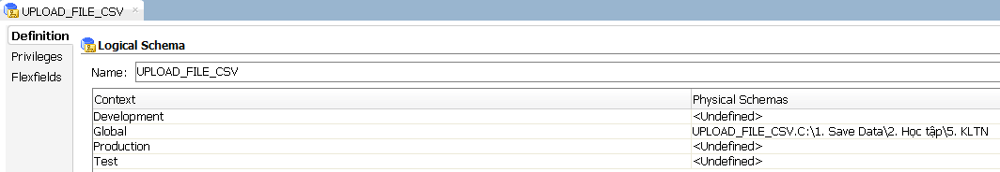 UPLOAD_FILE_CSV
Definition
Privileges
Flexfields
Logical Schema
Name: UPLOAD_FILE_CSV
Context Physical Schemas
Development <Undefined>
Global UPLOAD_FILE_CSV.C:\1. Save Data\2. Học tập\5. KLTN
Production <Undefined>
Test <Undefined>